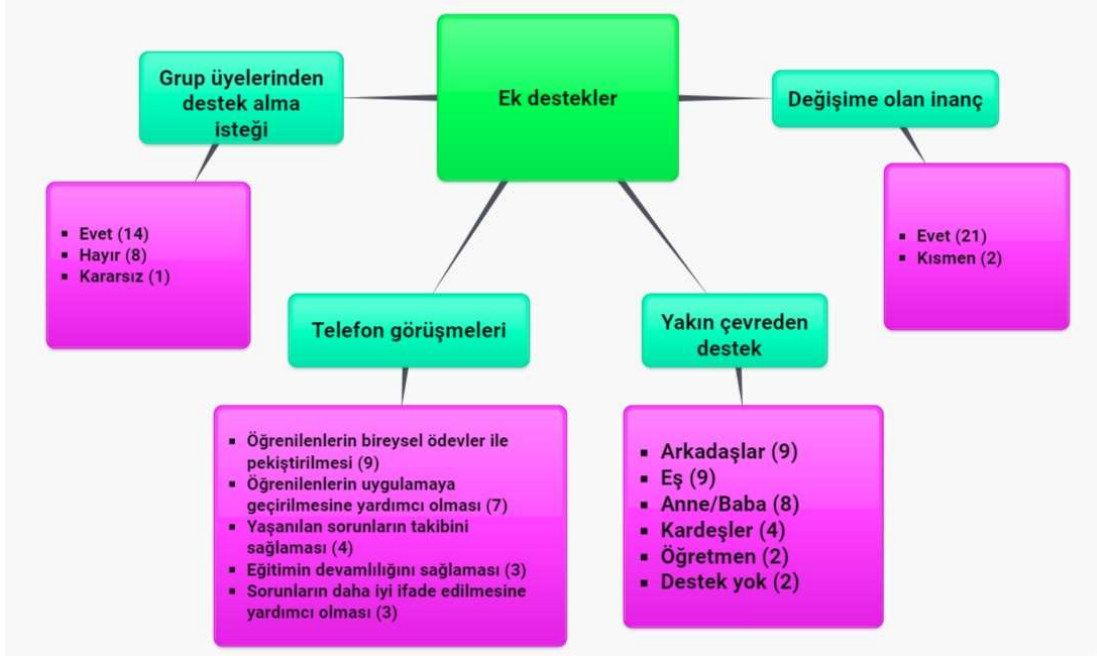 Ek destekler
Grup üyelerinden
destek alma
isteği
▪ Evet (14)
▪ Hayır (8)
▪ Kararsız (1)
Telefon görüşmeleri
▪ Öğrenilenlerin bireysel ödevler ile
pekiştirilmesi (9)
▪ Öğrenilenlerin uygulamaya
geçirilmesine yardımcı olması (7)
▪ Yaşanılan sorunların takibini
sağlaması (4)
▪ Eğitimin devamlılığını sağlaması (3)
▪ Sorunların daha iyi ifade edilmesine
yardımcı olması (3)
Yakın çevreden
destek
▪ Arkadaşlar (9)
▪ Eş (9)
▪ Anne/Baba (8)
▪ Kardeşler (4)
▪ Öğretmen (2)
▪ Destek yok (2)
Değişime olan inanç
▪ Evet (21)
▪ Kısmen (2)